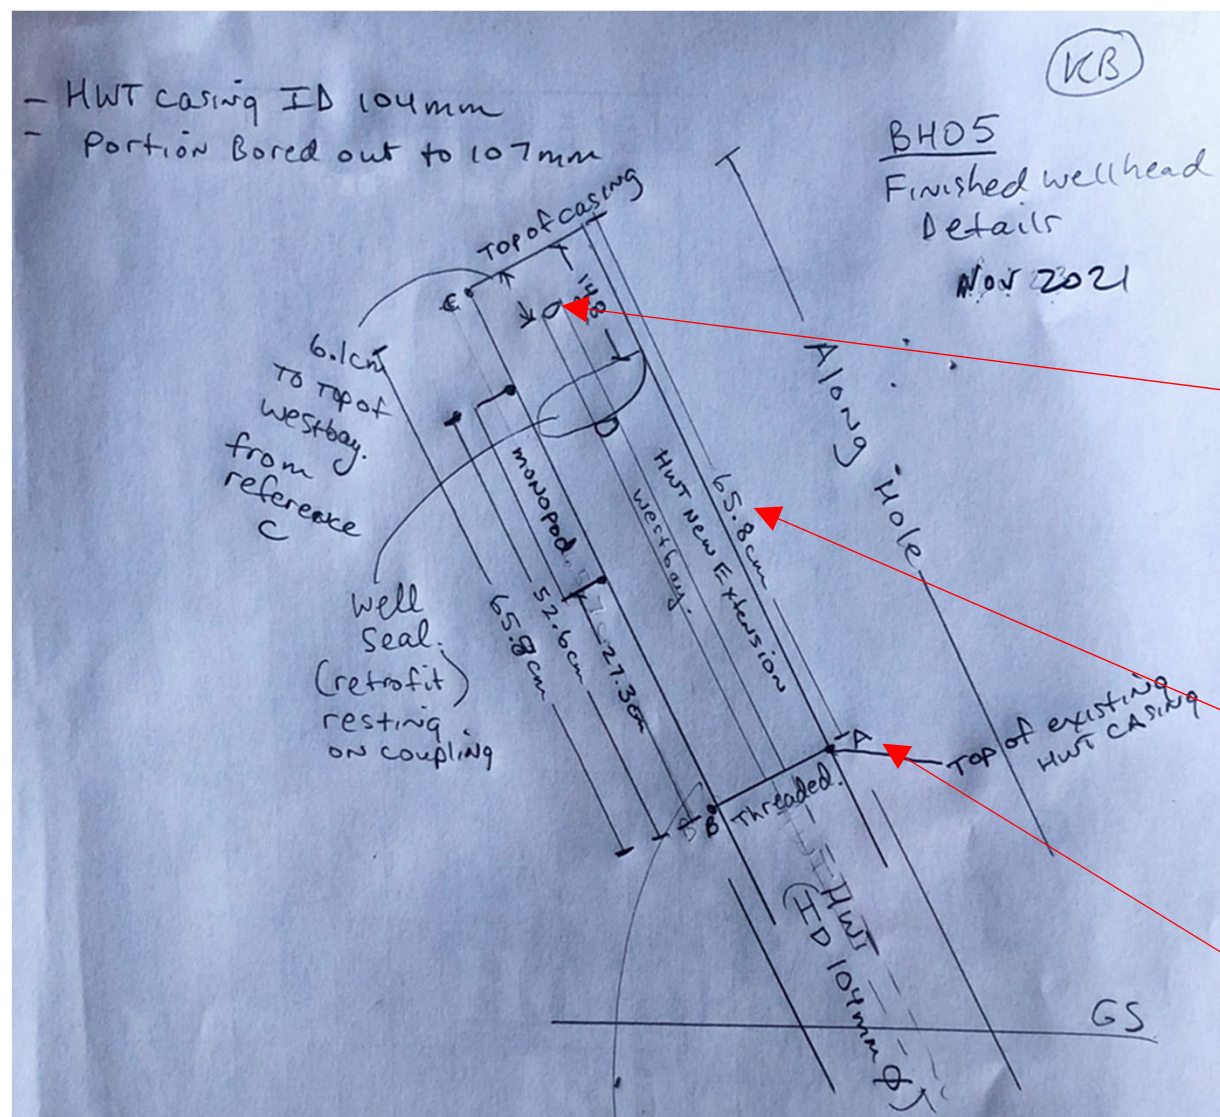 KB
- HWT casing ID 104mm
- Portion Bored out to 107mm
BH05
Finished wellhead
Details
Nov 2021
Top of casing
C
14.8
6.1cm
To Top of
westbay.
from
reference
C
Along Hole
monopod.
westbay.
HWT New Extension
65.8cm
well
seal.
(retrofit)
resting
on coupling
65.8cm
52.6cm
27.3cm
A
Top of existing
HWT CASING
B
Threaded.
HWT
(ID 104mm Ø)
GS